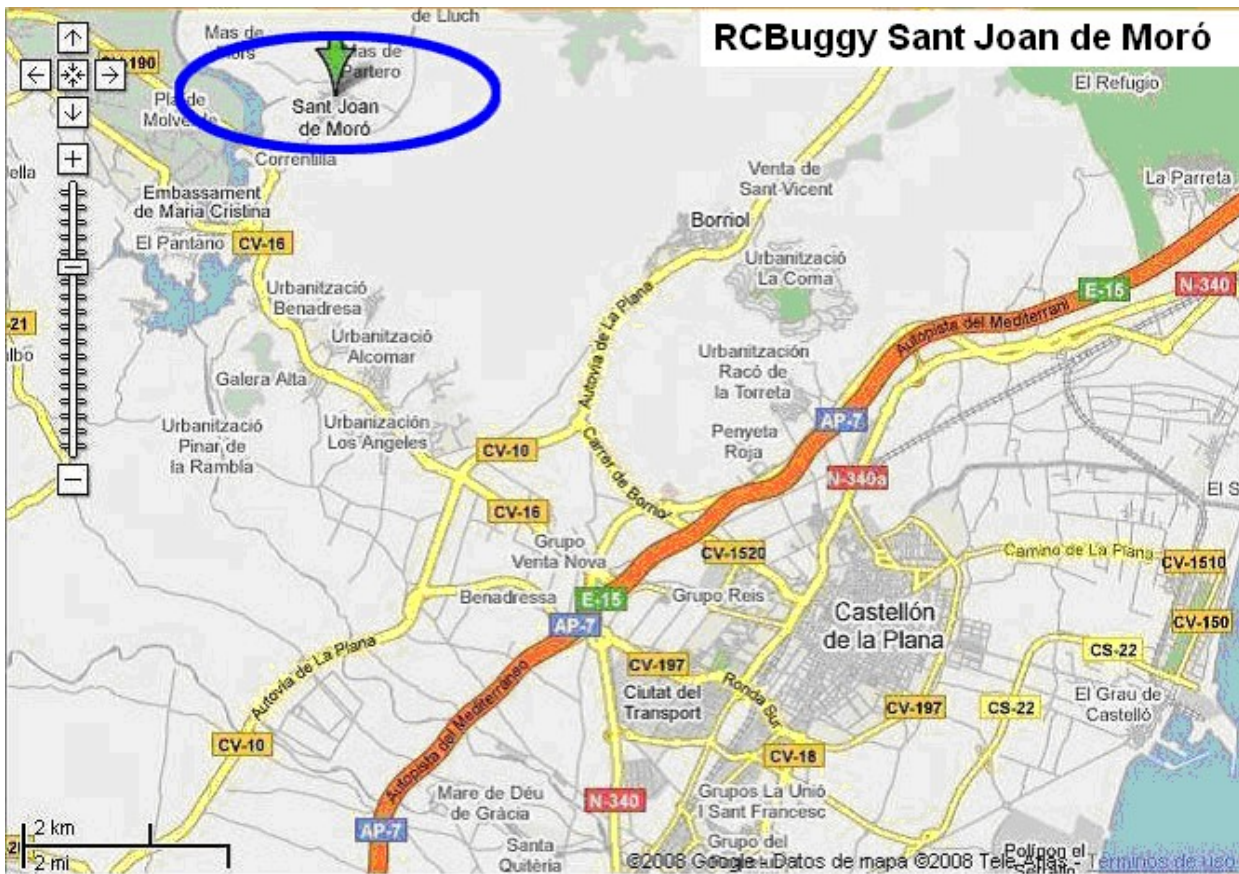 RCBuggy Sant Joan de Moró
de Lluch
Mas de
Mas de
Partero
CV-190
El Refugio
Pla de
Sant Joan
de Moró
Correntilla
Venta de
Sant Vicent
La Parreta
Embassament
de Maria Cristina
Borriol
El Pantano
CV-16
Urbanització
La Coma
Urbanització
Benadresa
E-15
N-340
Autovia de La Plana
Autopista del Mediterrani
-21
Urbanització
Alcomar
Urbanización
Racó de
la Torreta
Galera Alta
AP-7
Urbanització
Pinar de
la Rambla
Urbanización
Los Angeles
CV-10
Carrer de Borriol
Penyeta
Roja
N-340a
El S
CV-16
Grupo
Venta Nova
CV-1520
Camino de La Plana
CV-1510
Benadressa
E-15
Grupo Reis
AP-7
Castellón
de la Plana
CV-150
Autovia de La Plana
CV-197
CS-22
Autopista del Mediterráneo
Ciutat del
Transport
Ronda Sur
CV-197
CS-22
El Grau de
Castelló
CV-10
CV-18
Mare de Déu
de Gràcia
N-340
Grupos La Unió
I Sant Francesc
2 km
AP-7
2 mi
Santa
Quitèria
Grupo del
Polígon el
©2008 Google - Datos de mapa ©2008 Tele Atlas - Términos de uso